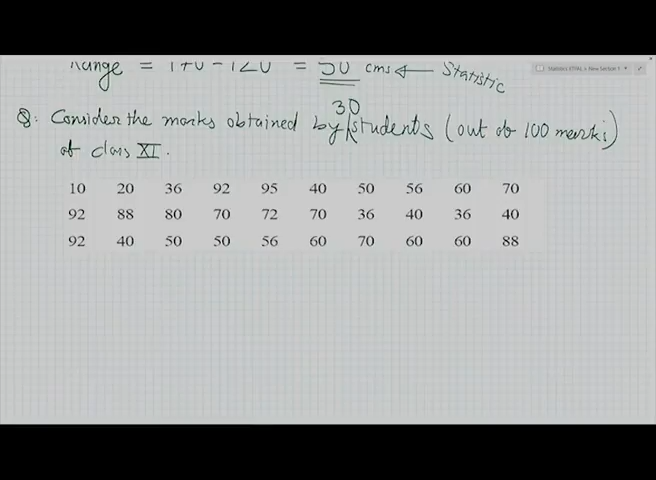 Range = 170 - 120 = 50 cms ← Statistic
Q: Consider the marks obtained by 30 students (out of 100 marks)
of class XI.
10 20 36 92 95 40 50 56 60 70
92 88 80 70 72 70 36 40 36 40
92 40 50 50 56 60 70 60 60 88